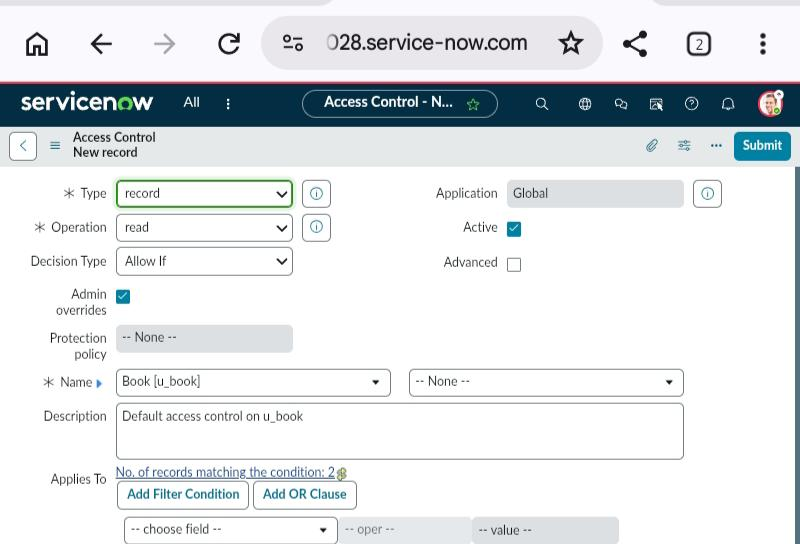 028.service-now.com
2
servicenow
All
Access Control - N...
Access Control
New record
Submit
Type
record
Application
Global
Operation
read
Active
Decision Type
Allow If
Advanced
Admin
overrides
Protection
policy
-- None --
Name
Book [u_book]
-- None --
Description
Default access control on u_book
Applies To
No. of records matching the condition: 2
Add Filter Condition
Add OR Clause
-- choose field --
-- oper --
-- value --